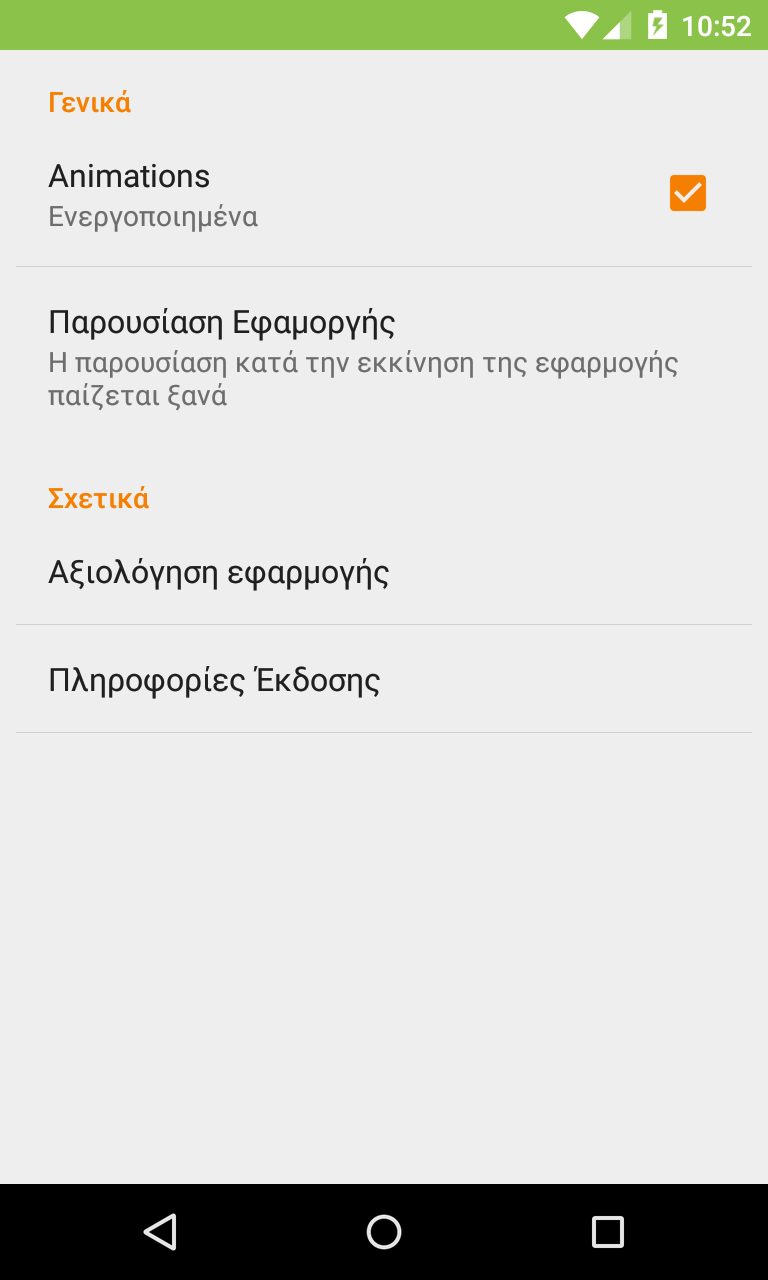 10:52
Γενικά
Animations
Ενεργοποιημένα
Παρουσίαση Εφαμοργής
Η παρουσίαση κατά την εκκίνηση της εφαρμογής
παίζεται ξανά
Σχετικά
Αξιολόγηση εφαρμογής
Πληροφορίες Έκδοσης